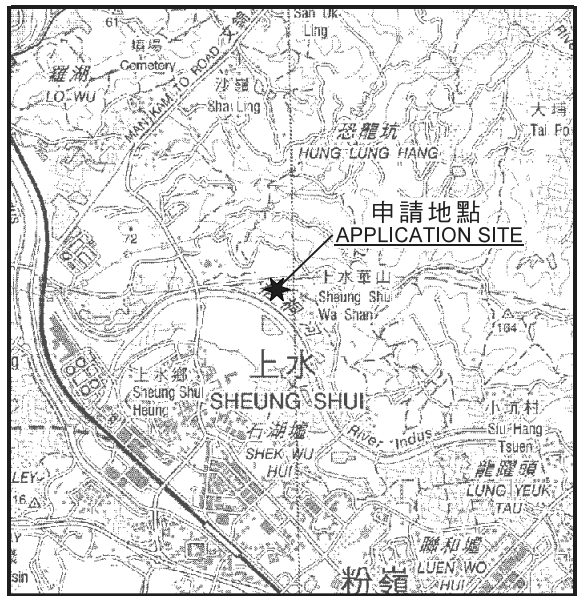 61
San Uk
Ling
墳場
Cemetery
羅湖
LO WU
MAN KAM TO ROAD
沙嶺
Sha Ling
恐龍坑
HUNG LUNG HANG
Tai Po
申請地點
APPLICATION SITE
72
上水華山
Sheung Shui
Wa Shan
164
上水
SHEUNG SHUI
上水鄉
Sheung Shui
Heung
石湖墟
SHEK WU
HUI
River Indus
小坑村
Siu Hang
Tsuen
龍躍頭
LUNG YEUK
TAU
LEY
16
聯和墟
LUEN WO
HUI
粉嶺
sin